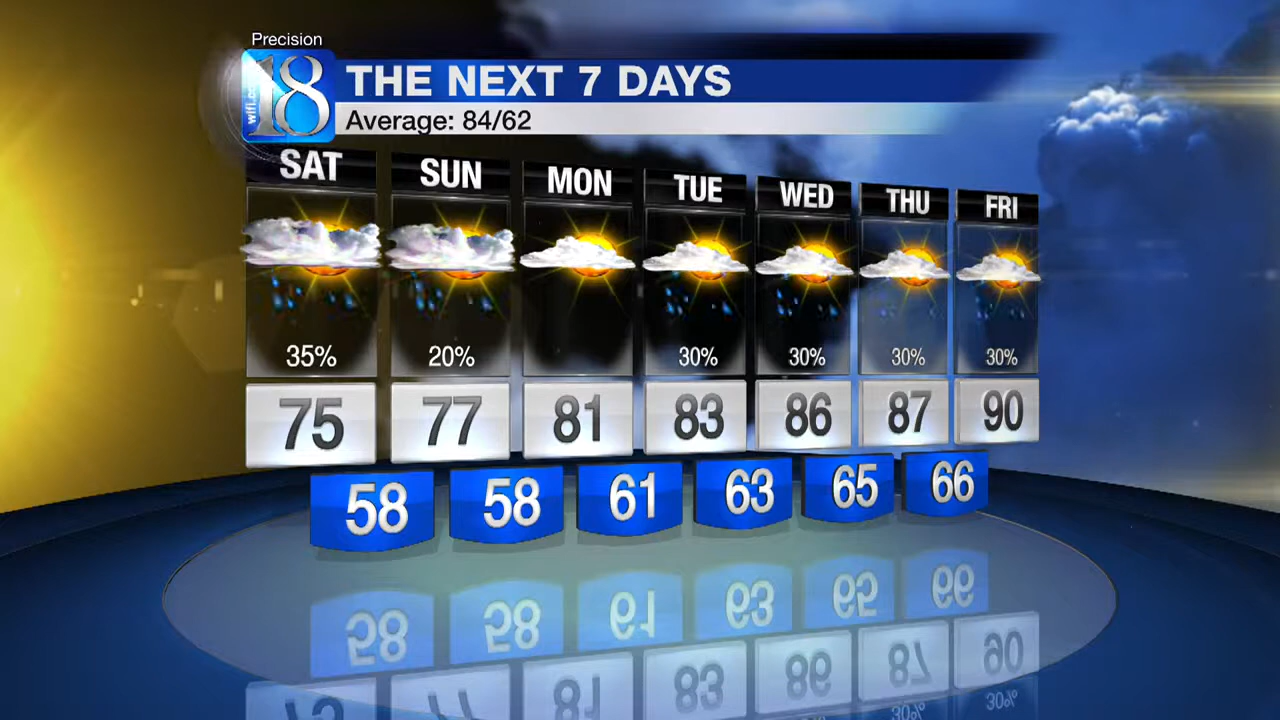 Precision
18
wlfi.com
THE NEXT 7 DAYS
Average: 84/62
SAT SUN MON TUE WED THU FRI
35% 20% 30% 30% 30% 30%
75 77 81 83 86 87 90
58 58 61 63 65 66